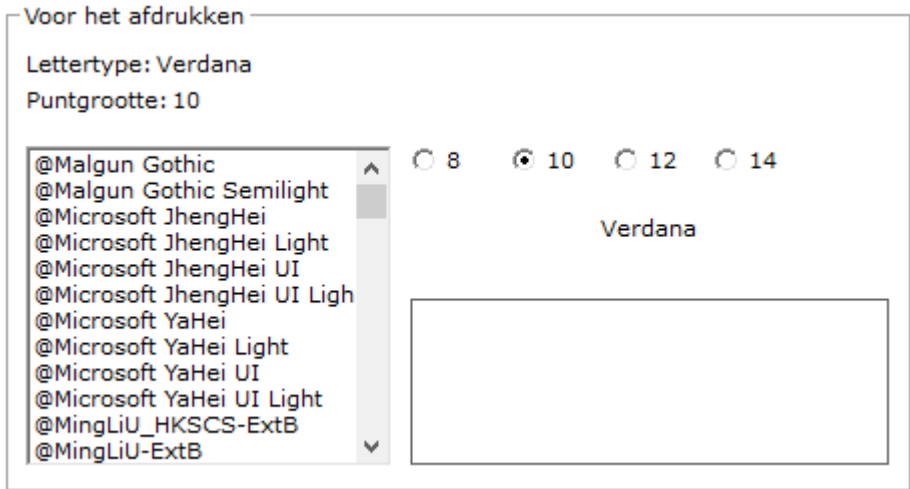 Voor het afdrukken
Lettertype: Verdana
Puntgrootte: 10
@Malgun Gothic
@Malgun Gothic Semilight
@Microsoft JhengHei
@Microsoft JhengHei Light
@Microsoft JhengHei UI
@Microsoft JhengHei UI Ligh
@Microsoft YaHei
@Microsoft YaHei Light
@Microsoft YaHei UI
@Microsoft YaHei UI Light
@MingLiU_HKSCS-ExtB
@MingLiU-ExtB
8 10 12 14
Verdana